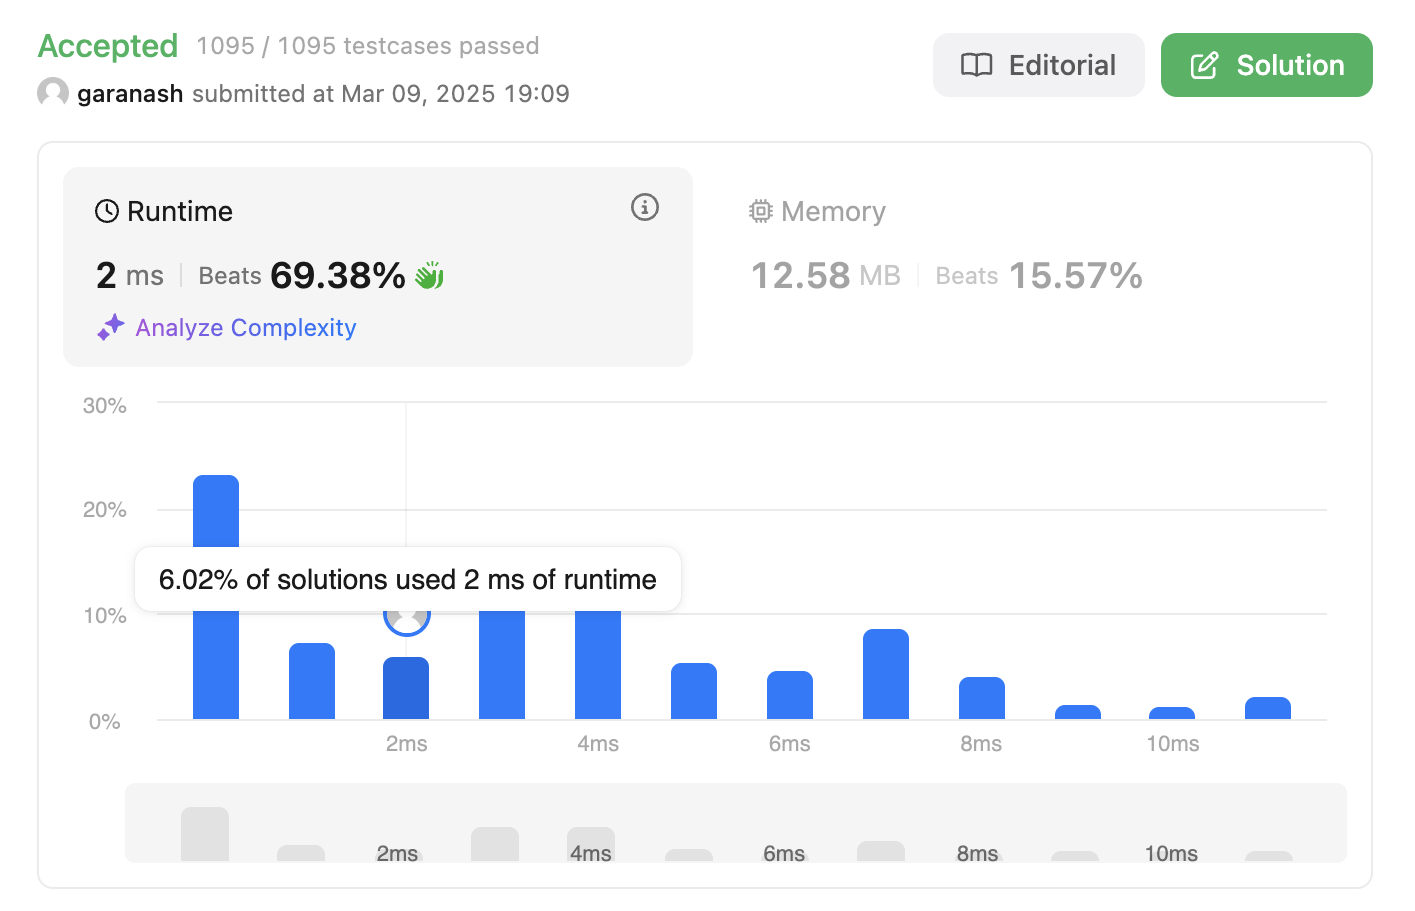 Accepted 1095 / 1095 testcases passed
garanash submitted at Mar 09, 2025 19:09
Editorial
Solution
Runtime
2 ms Beats 69.38%
Analyze Complexity
Memory
12.58 MB Beats 15.57%
30%
20%
6.02% of solutions used 2 ms of runtime
10%
0%
2ms 4ms 6ms 8ms 10ms
2ms 4ms 6ms 8ms 10ms